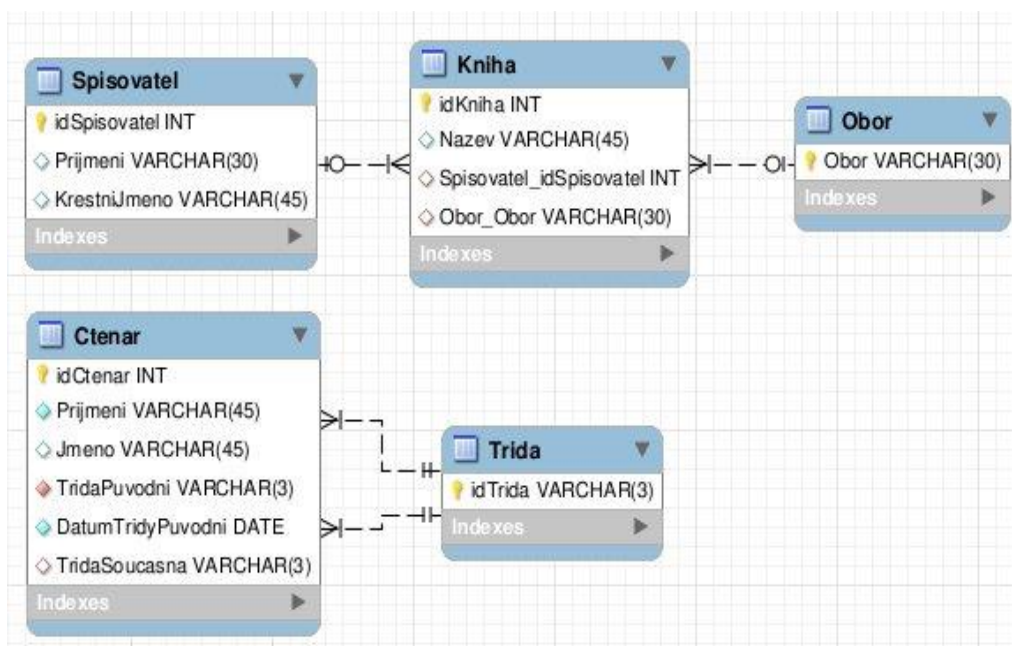 Spisovatel
idSpisovatel INT
Prijmeni VARCHAR(30)
KrestniJmeno VARCHAR(45)
Indexes
Kniha
idKniha INT
Nazev VARCHAR(45)
Spisovatel_idSpisovatel INT
Obor_Obor VARCHAR(30)
Indexes
Obor
Obor VARCHAR(30)
Indexes
Ctenar
idCtenar INT
Prijmeni VARCHAR(45)
Jmeno VARCHAR(45)
TridaPuvodni VARCHAR(3)
DatumTridyPuvodni DATE
TridaSoucasna VARCHAR(3)
Indexes
Trida
idTrida VARCHAR(3)
Indexes